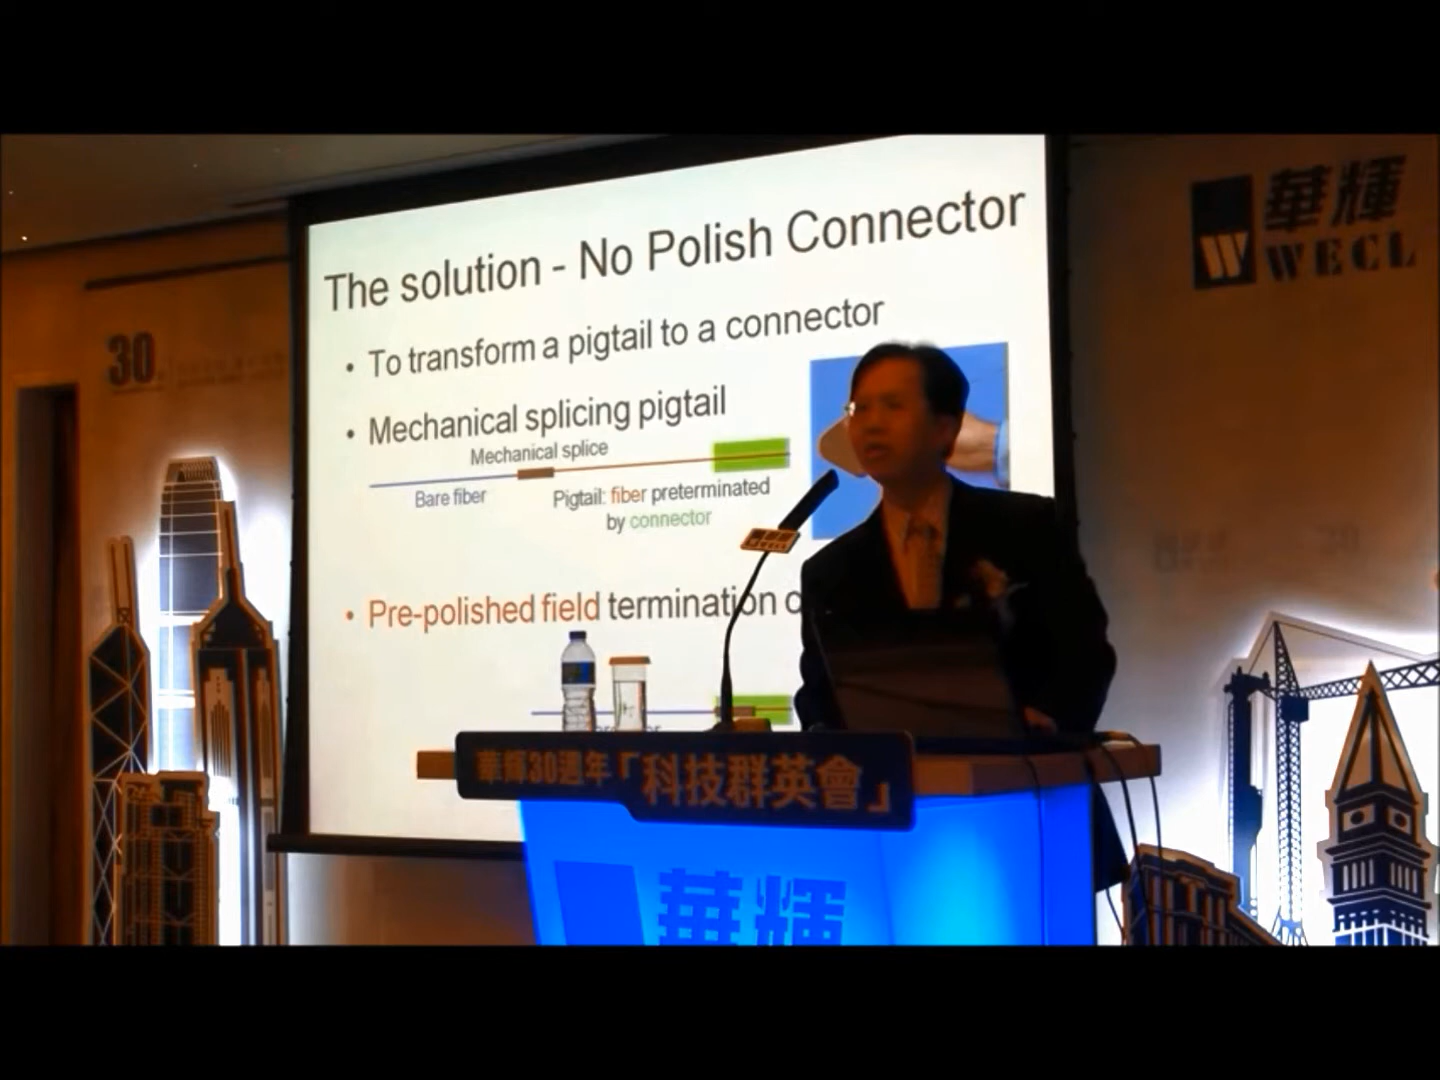 The solution - No Polish Connector
• To transform a pigtail to a connector
• Mechanical splicing pigtail
Mechanical splice
Bare fiber
Pigtail: fiber preterminated
by connector
• Pre-polished field termination
華輝
W
WECL
30
華輝30週年「科技群英會」
華輝